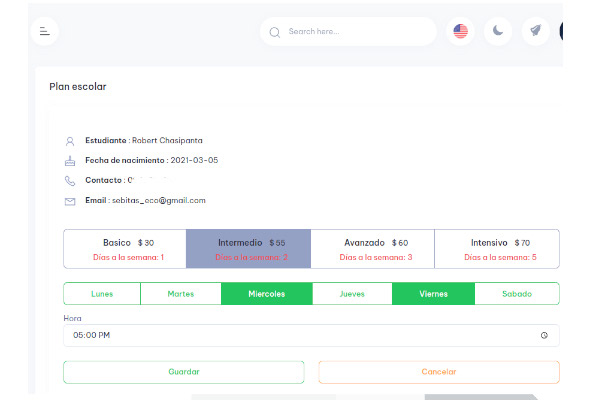 Search here...
Plan escolar
Estudiante : Robert Chasipanta
Fecha de nacimiento : 2021-03-05
Contacto :
Email : sebitas_eco@gmail.com
Basico $ 30 Intermedio $ 55 Avanzado $ 60 Intensivo $ 70
Días a la semana: 1 Días a la semana: 2 Días a la semana: 3 Días a la semana: 5
Lunes Martes Miercoles Jueves Viernes Sabado
Hora
05:00 PM
Guardar Cancelar